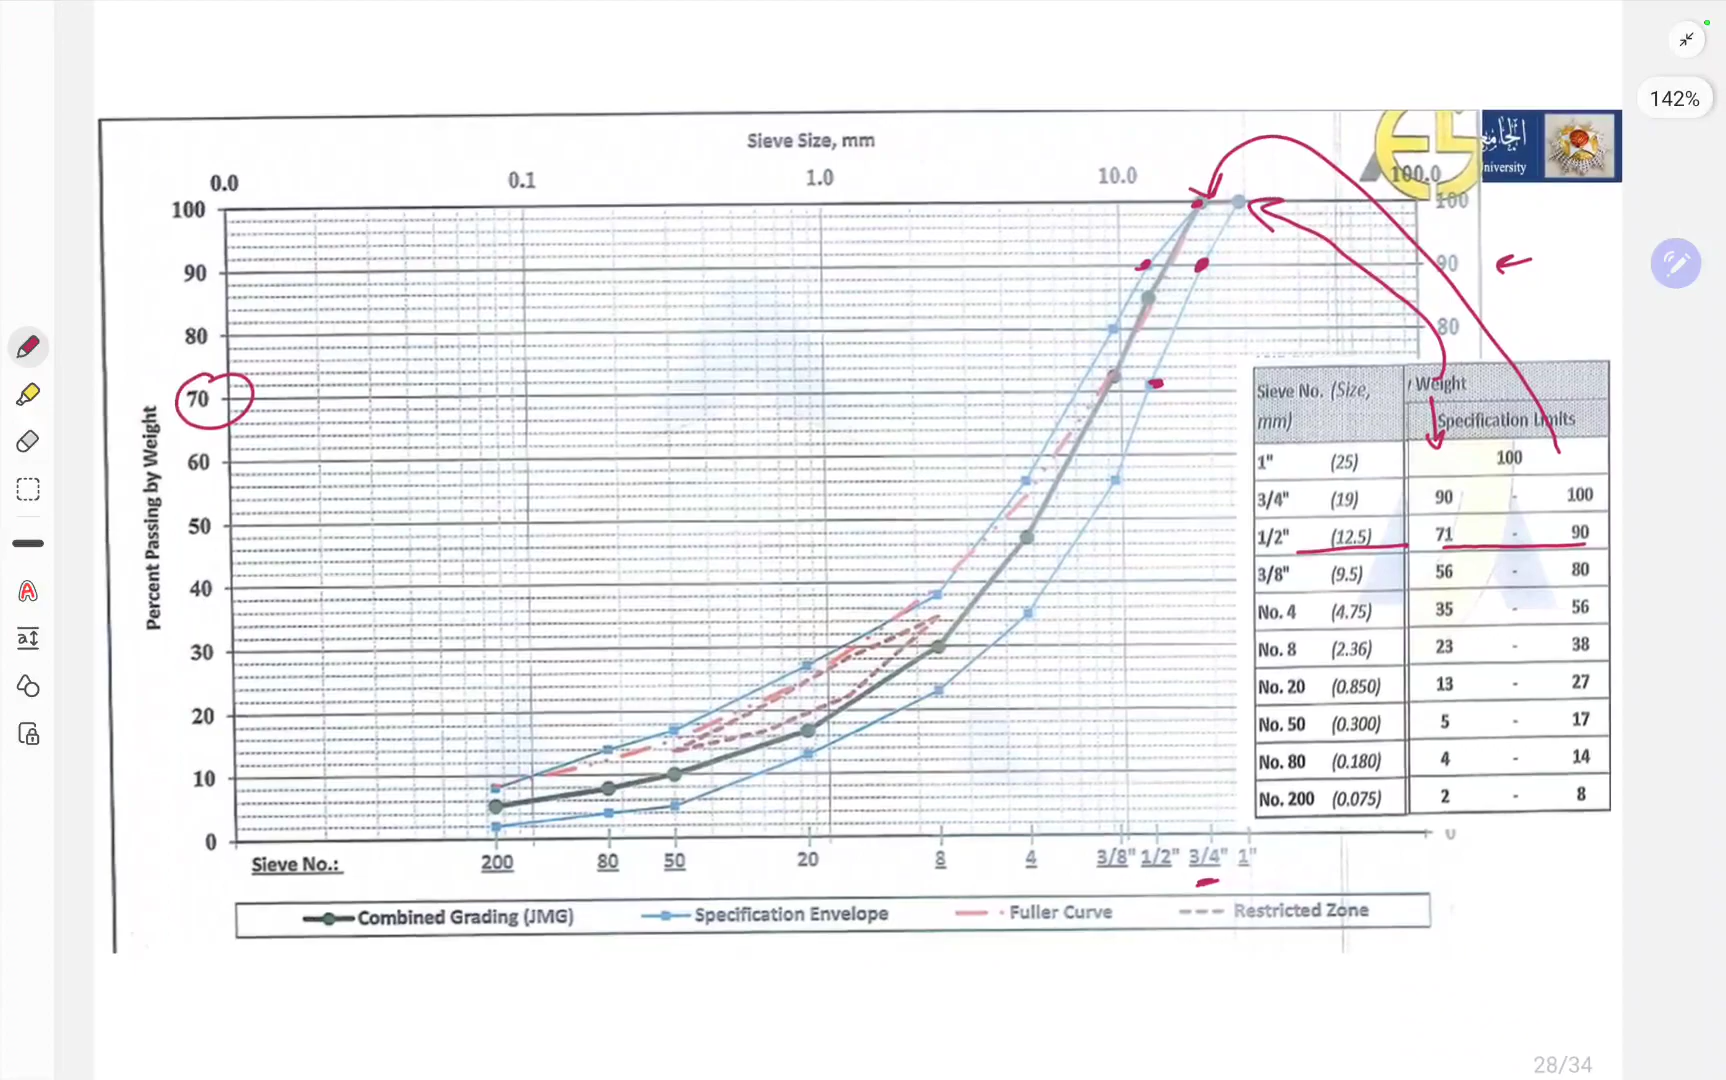 142%
Sieve Size, mm
0.0 0.1 1.0 10.0 100.0
الجامع
niversity
100 100
90 90
80 80
70
60
50
40
30
20
10
0 0
Percent Passing by Weight
Sieve No. (Size, mm) Weight
Specification Limits
1" (25) 100
3/4" (19) 90 - 100
1/2" (12.5) 71 - 90
3/8" (9.5) 56 - 80
No. 4 (4.75) 35 - 56
No. 8 (2.36) 23 - 38
No. 20 (0.850) 13 - 27
No. 50 (0.300) 5 - 17
No. 80 (0.180) 4 - 14
No. 200 (0.075) 2 - 8
Sieve No.: 200 80 50 20 8 4 3/8" 1/2" 3/4" 1"
Combined Grading (JMG) Specification Envelope Fuller Curve Restricted Zone
28/34